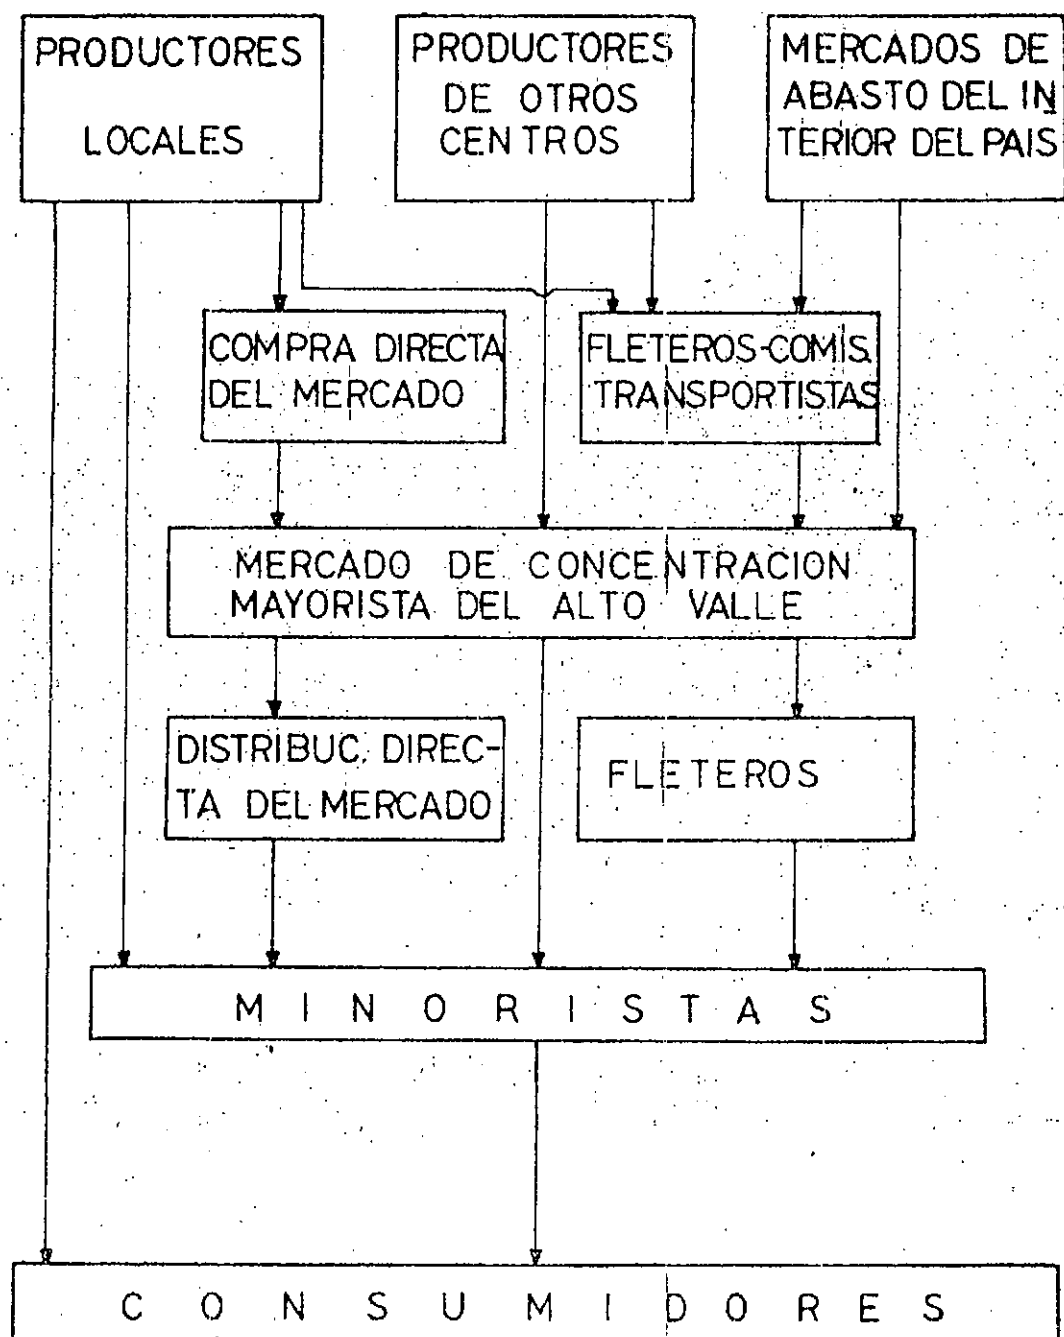 PRODUCTORES
LOCALES
PRODUCTORES
DE OTROS
CENTROS
MERCADOS DE
ABASTO DEL IN
TERIOR DEL PAIS
COMPRA DIRECTA
DEL MERCADO
FLETEROS-COMIS.
TRANSPORTISTAS
MERCADO DE CONCENTRACION
MAYORISTA DEL ALTO VALLE
DISTRIBUC. DIREC-
TA DEL MERCADO
FLETEROS
MINORISTAS
CONSUMIDORES